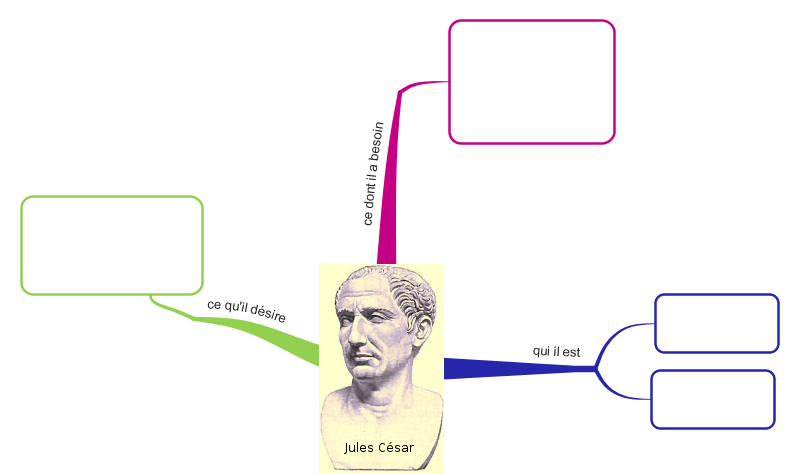 ce dont il a besoin
ce qu'il désire
qui il est
Jules César